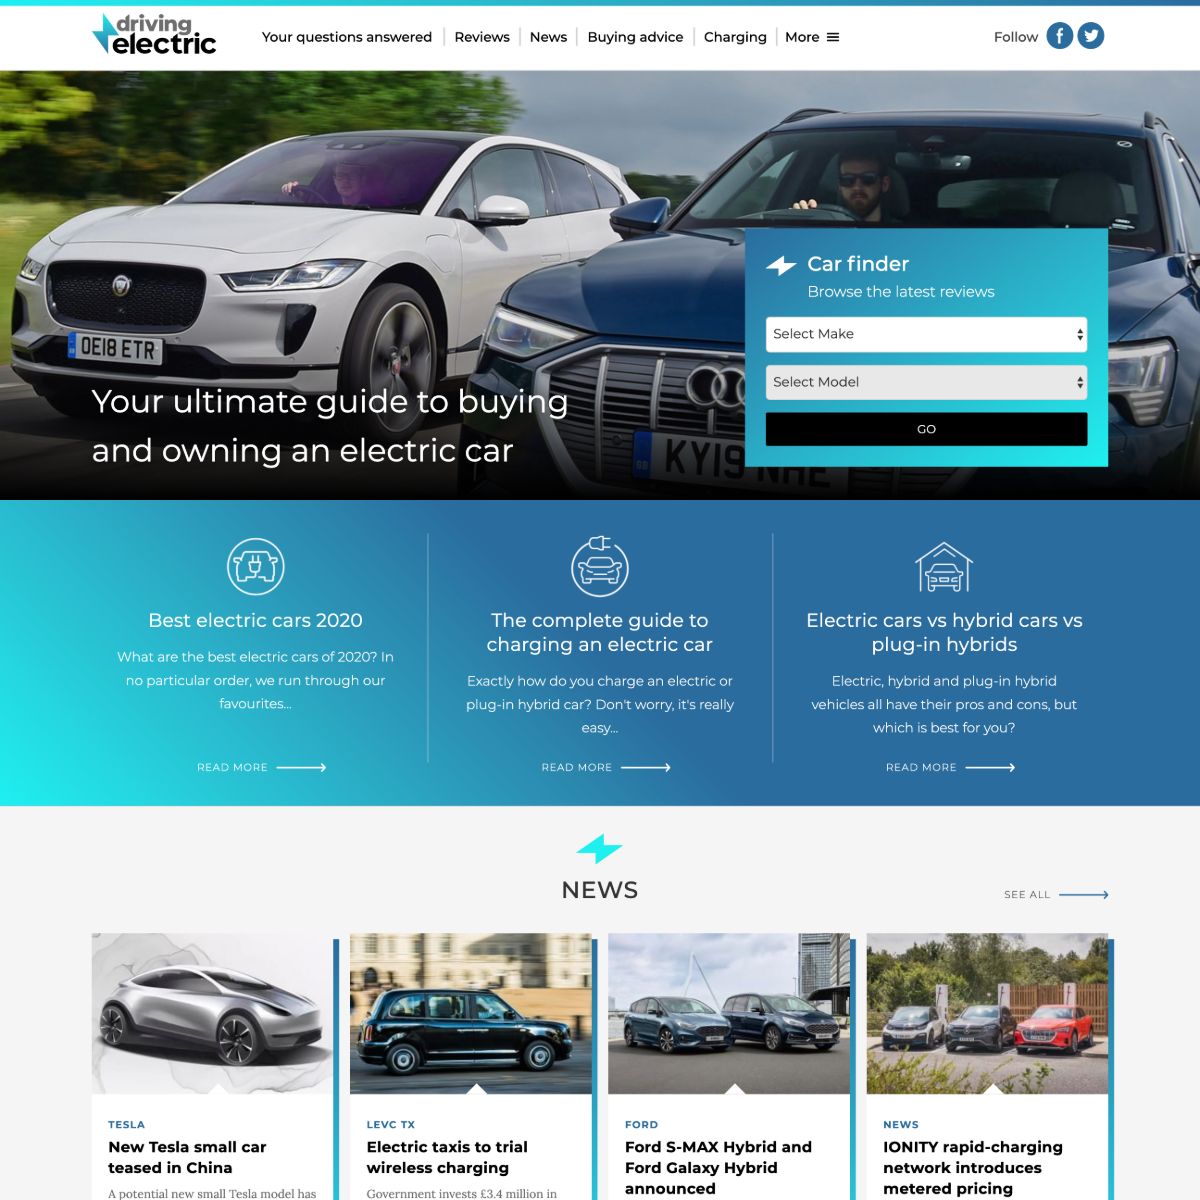 driving
electric
Your questions answered
Reviews
News
Buying advice
Charging
More
Follow
OE18 ETR
KY19 NHE
Your ultimate guide to buying
and owning an electric car
Car finder
Browse the latest reviews
Select Make
Select Model
GO
Best electric cars 2020
What are the best electric cars of 2020? In
no particular order, we run through our
favourites...
READ MORE
The complete guide to
charging an electric car
Exactly how do you charge an electric or
plug-in hybrid car? Don't worry, it's really
easy...
READ MORE
Electric cars vs hybrid cars vs
plug-in hybrids
Electric, hybrid and plug-in hybrid
vehicles all have their pros and cons, but
which is best for you?
READ MORE
NEWS
SEE ALL
TESLA
New Tesla small car
teased in China
A potential new small Tesla model has
LEVC TX
Electric taxis to trial
wireless charging
Government invests £3.4 million in
FORD
Ford S-MAX Hybrid and
Ford Galaxy Hybrid
announced
NEWS
IONITY rapid-charging
network introduces
metered pricing